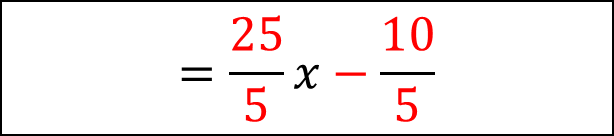 = 25/5 x − 10/5